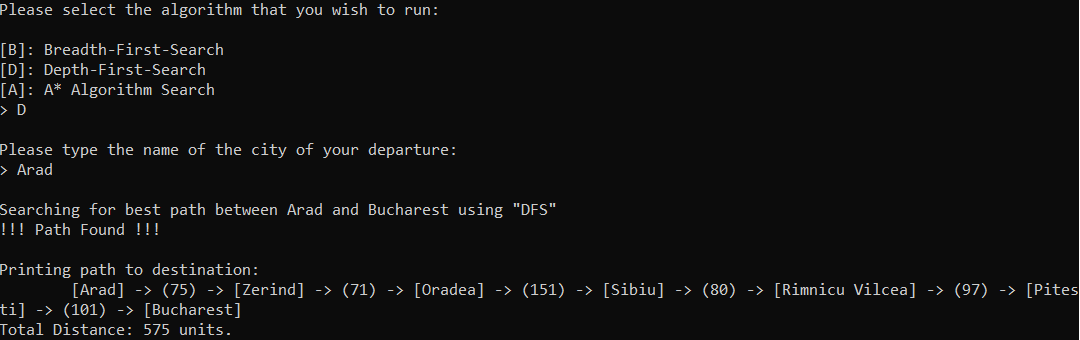 Please select the algorithm that you wish to run:
[B]: Breadth-First-Search
[D]: Depth-First-Search
[A]: A* Algorithm Search
> D
Please type the name of the city of your departure:
> Arad
Searching for best path between Arad and Bucharest using "DFS"
!!! Path Found !!!
Printing path to destination:
[Arad] -> (75) -> [Zerind] -> (71) -> [Oradea] -> (151) -> [Sibiu] -> (80) -> [Rimnicu Vilcea] -> (97) -> [Pites
ti] -> (101) -> [Bucharest]
Total Distance: 575 units.